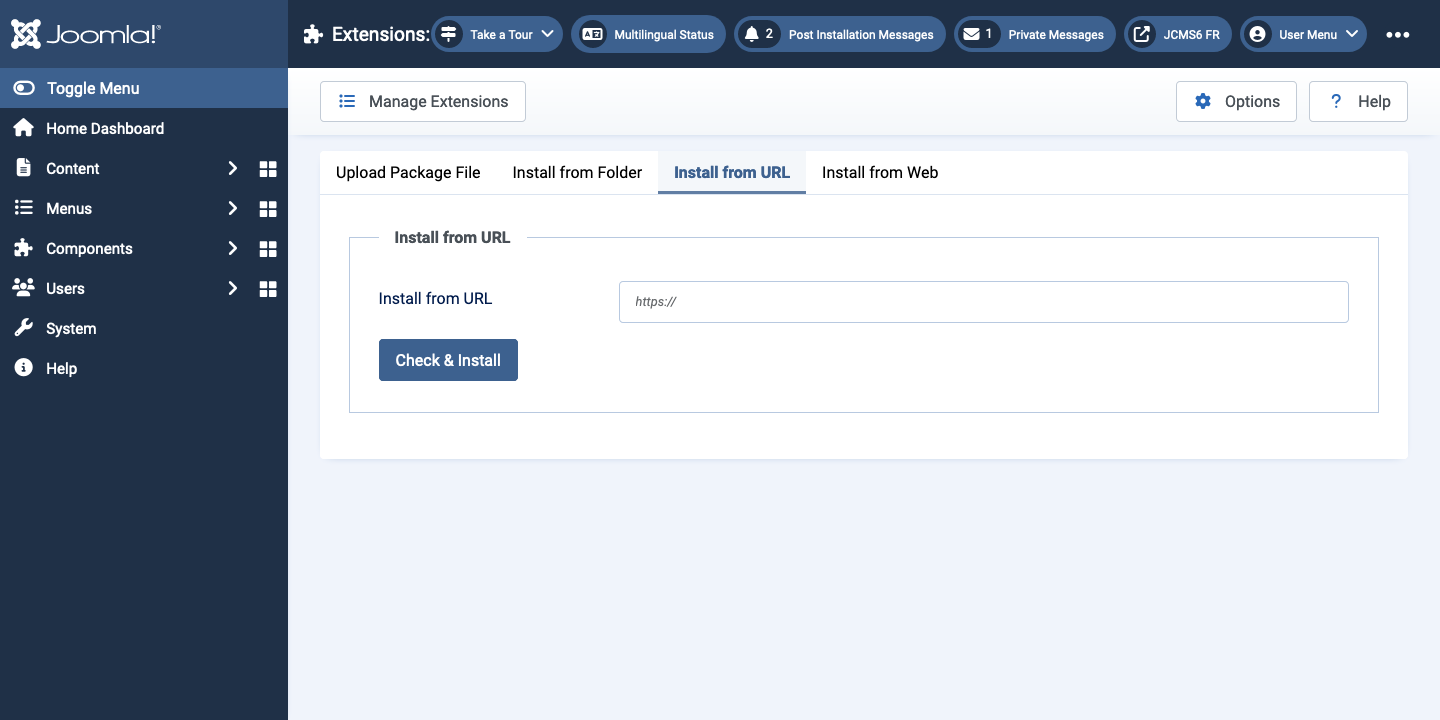 Joomla!®
Extensions:
Take a Tour
Multilingual Status
2 Post Installation Messages
1 Private Messages
JCMS6 FR
User Menu
Toggle Menu
Home Dashboard
Content
Menus
Components
Users
System
Help
Manage Extensions
Options
? Help
Upload Package File
Install from Folder
Install from URL
Install from Web
Install from URL
Install from URL
https://
Check & Install